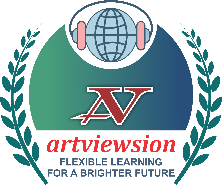 AV
artviewsion
FLEXIBLE LEARNING
FOR A BRIGHTER FUTURE